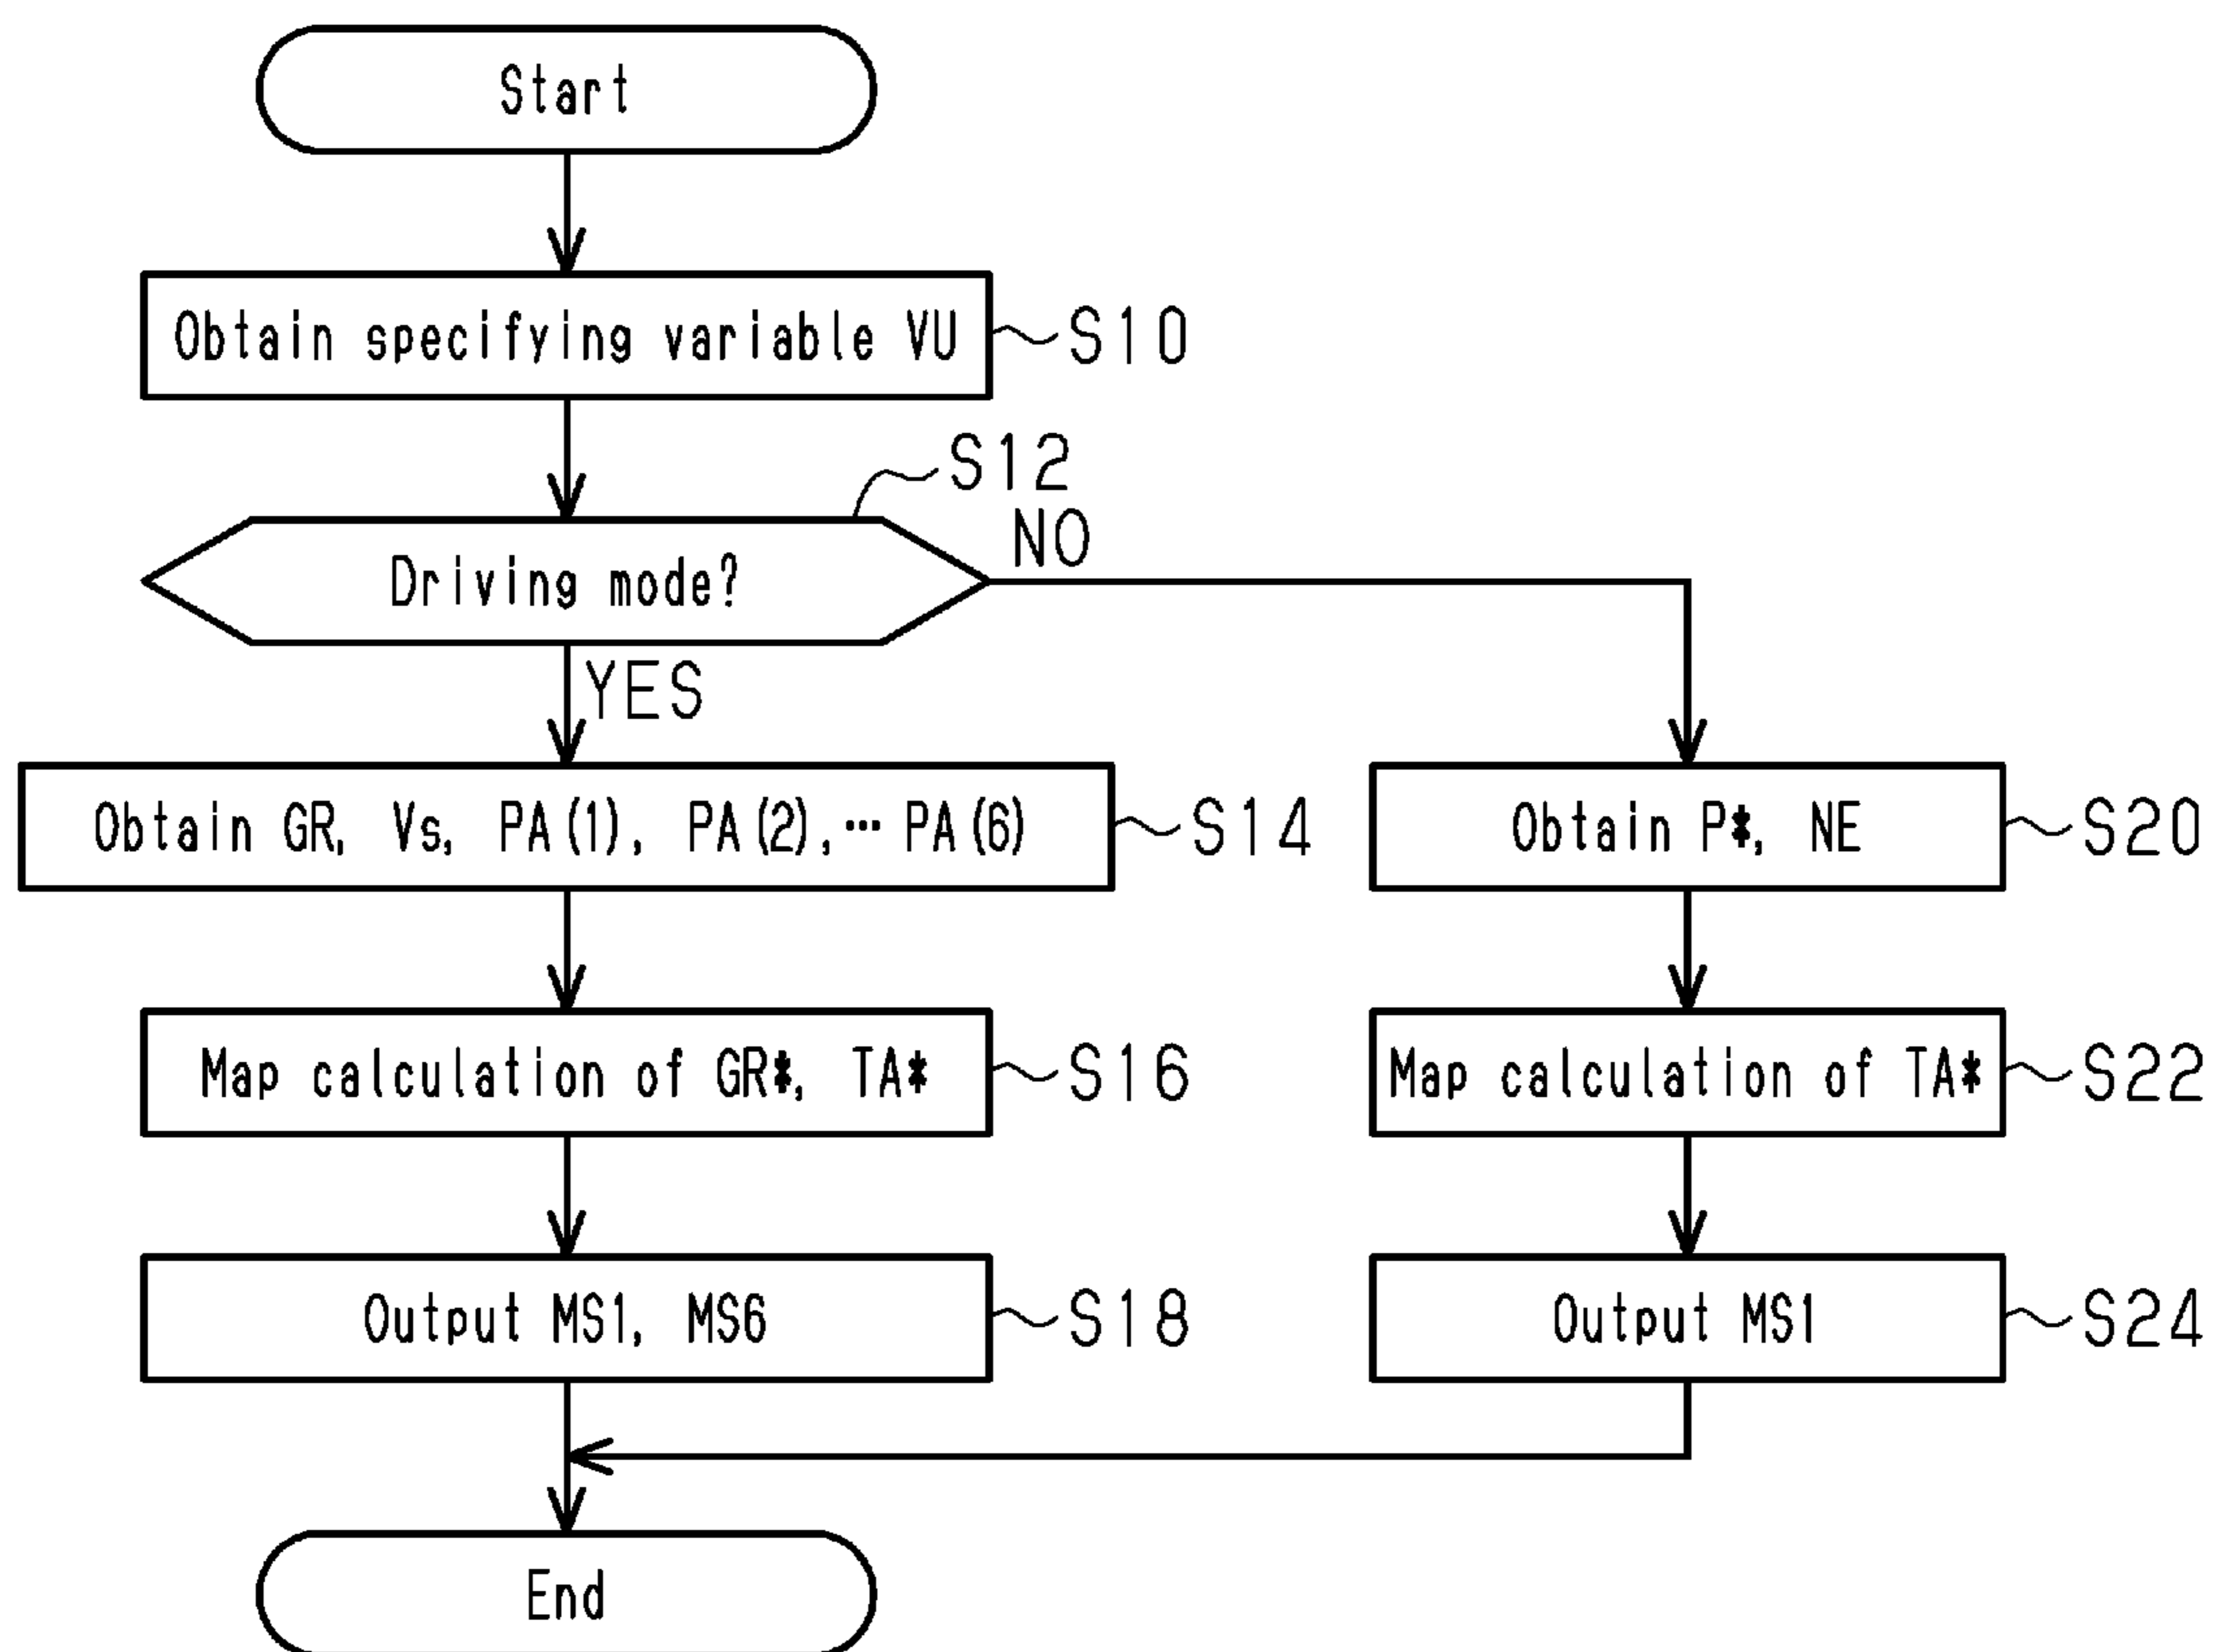 Start
Obtain specifying variable VU
S10
S12
Driving mode?
NO
YES
Obtain GR, Vs, PA(1), PA(2), ··· PA(6)
S14
Obtain P*, NE
S20
Map calculation of GR*, TA*
S16
Map calculation of TA*
S22
Output MS1, MS6
S18
Output MS1
S24
End